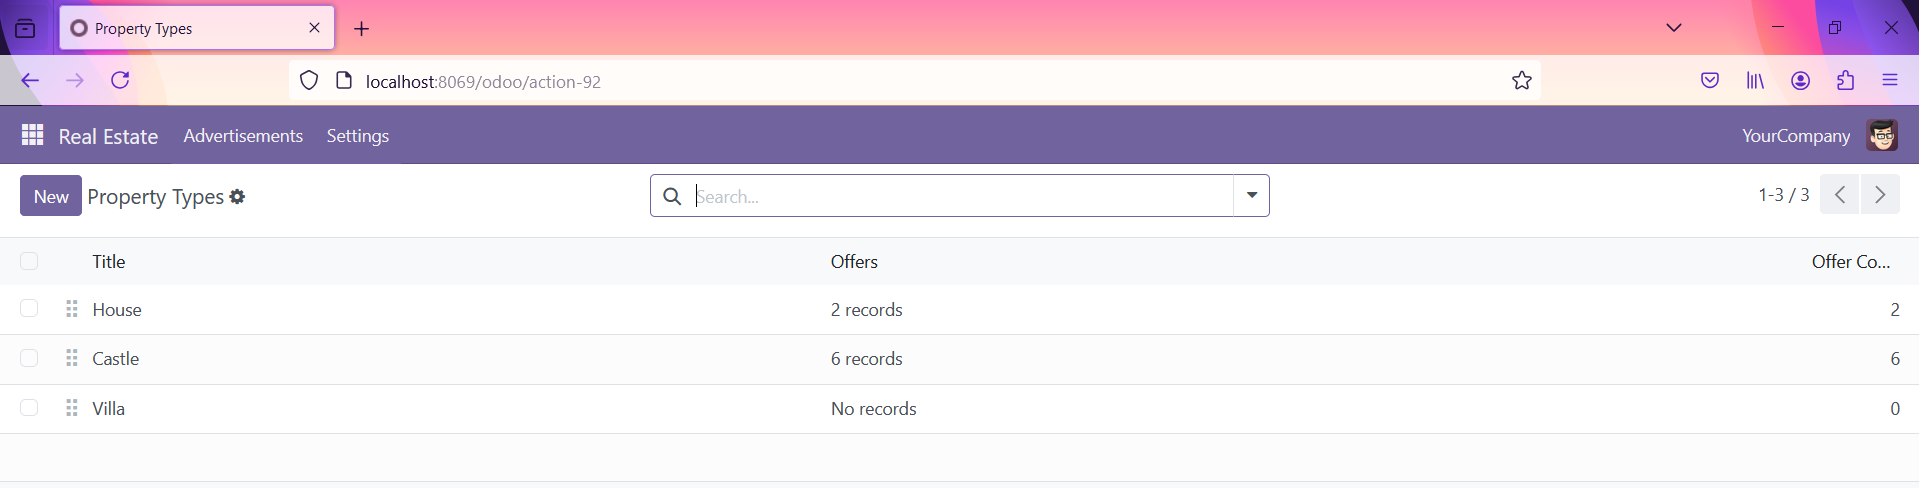 Property Types
localhost:8069/odoo/action-92
Real Estate Advertisements Settings YourCompany
New Property Types Search... 1-3 / 3
Title Offers Offer Co...
House 2 records 2
Castle 6 records 6
Villa No records 0